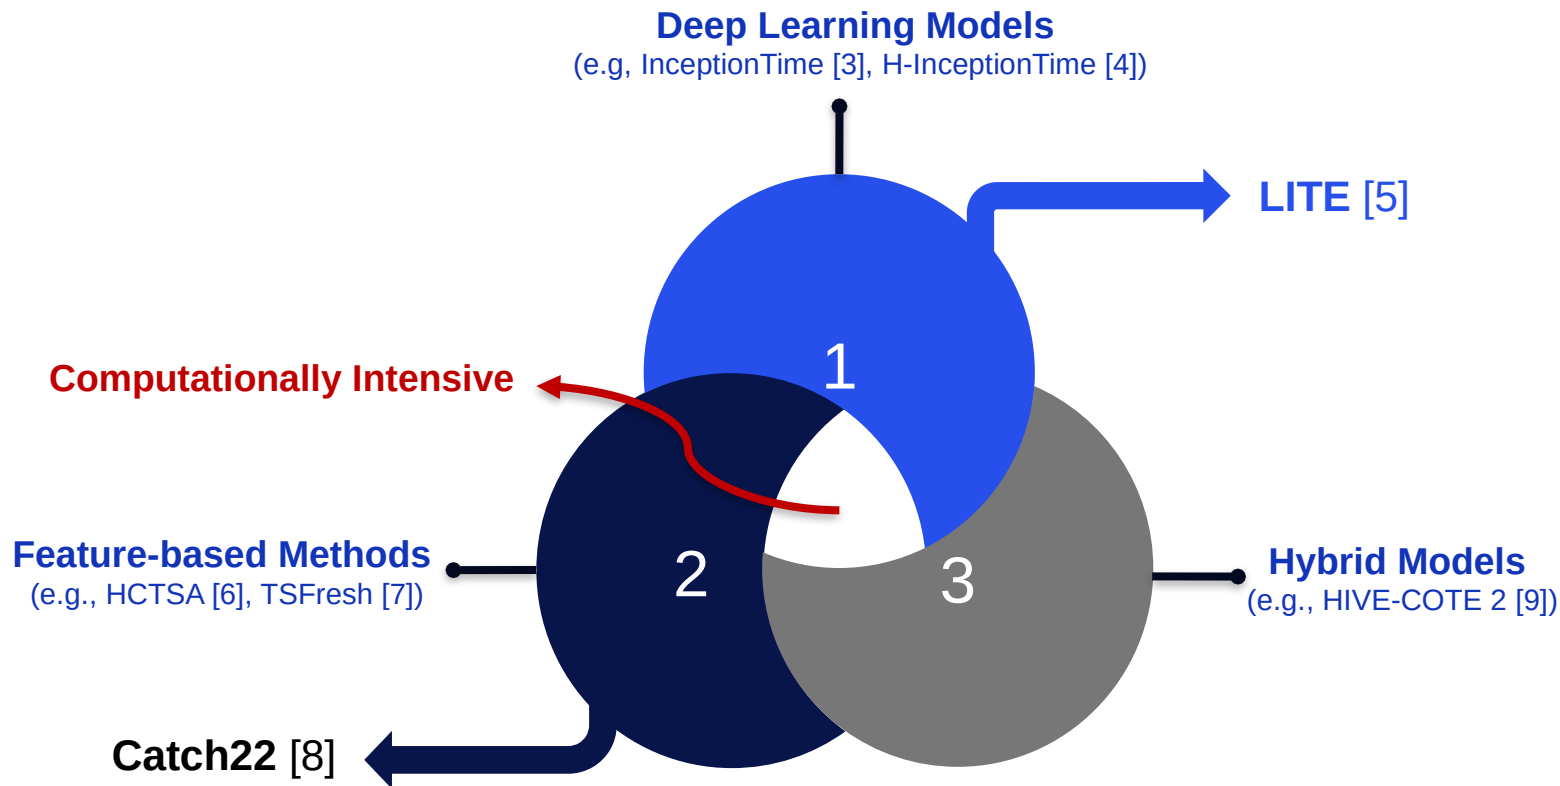 Deep Learning Models
(e.g, InceptionTime [3], H-InceptionTime [4])
LITE [5]
1
Computationally Intensive
2
3
Feature-based Methods
(e.g., HCTSA [6], TSFresh [7])
Hybrid Models
(e.g., HIVE-COTE 2 [9])
Catch22 [8]